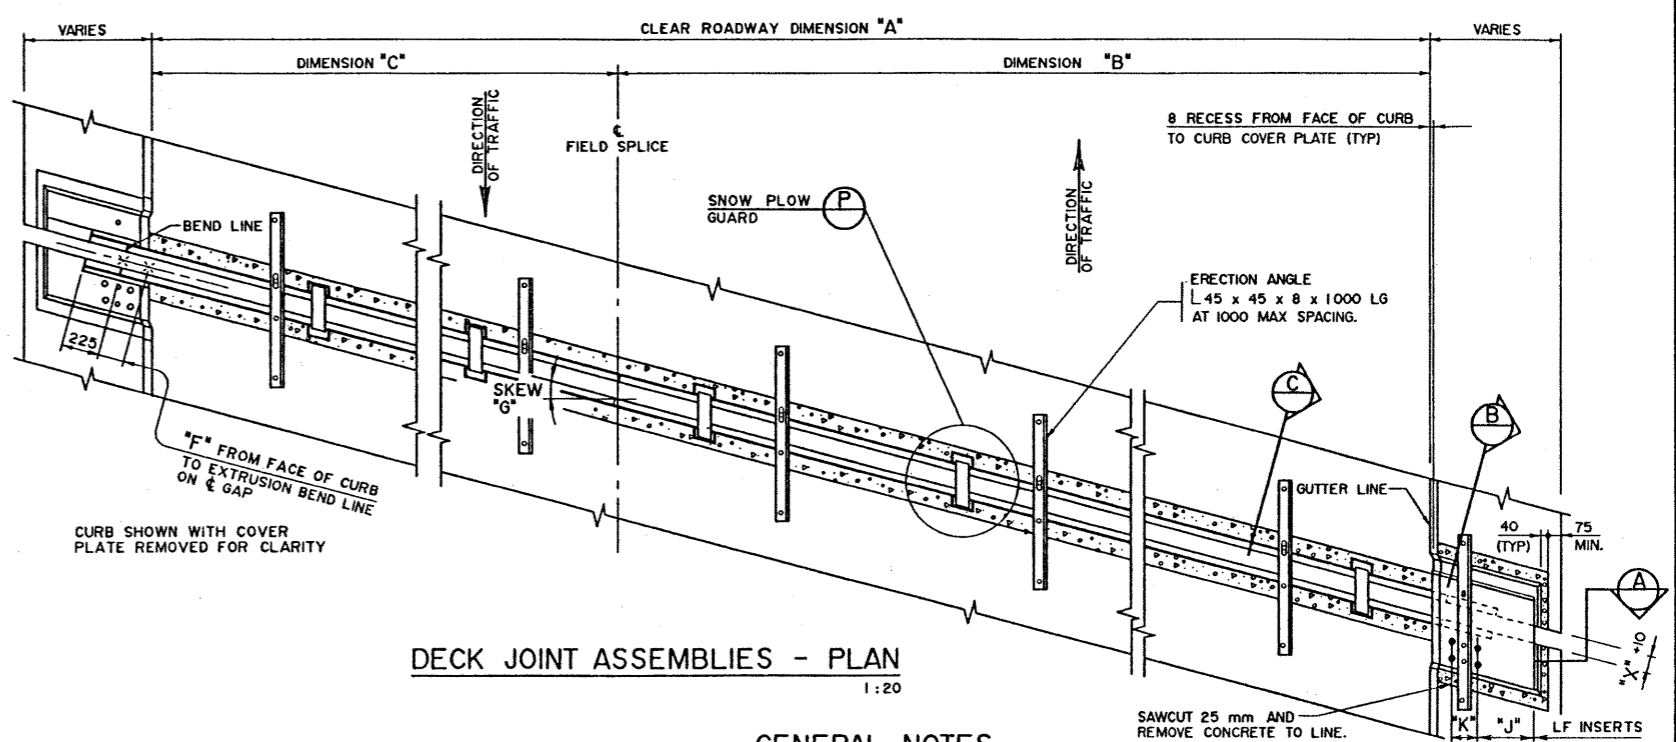 VARIES
CLEAR ROADWAY DIMENSION "A"
VARIES
DIMENSION "C"
DIMENSION "B"
DIRECTION
OF TRAFFIC
℄
FIELD SPLICE
8 RECESS FROM FACE OF CURB
TO CURB COVER PLATE (TYP)
SNOW PLOW
GUARD
P
DIRECTION
OF TRAFFIC
BEND LINE
ERECTION ANGLE
L 45 x 45 x 8 x 1000 LG
AT 1000 MAX SPACING.
225
SKEW
"G"
C
B
"F" FROM FACE OF CURB
TO EXTRUSION BEND LINE
ON ℄ GAP
GUTTER LINE
40
(TYP)
75
MIN.
CURB SHOWN WITH COVER
PLATE REMOVED FOR CLARITY
A
"X" +10
DECK JOINT ASSEMBLIES - PLAN
1:20
SAWCUT 25 mm AND
REMOVE CONCRETE TO LINE.
"K"
"J"
LF INSERTS
GENERAL NOTES